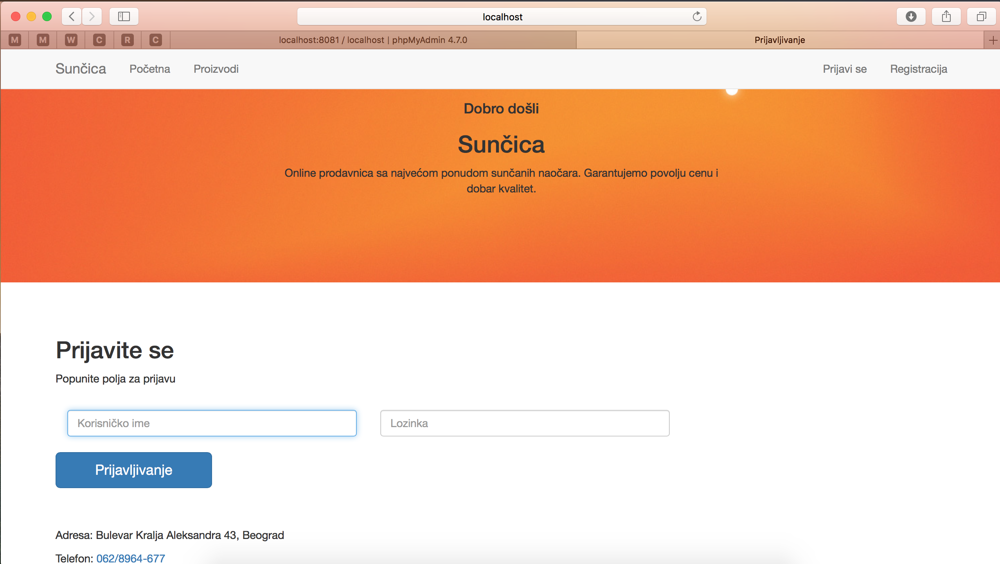 localhost
M M W C R C localhost:8081 / localhost | phpMyAdmin 4.7.0 Prijavljivanje
Sunčica Početna Proizvodi Prijavi se Registracija
Dobro došli
Sunčica
Online prodavnica sa najvećom ponudom sunčanih naočara. Garantujemo povolju cenu i
dobar kvalitet.
Prijavite se
Popunite polja za prijavu
Korisničko ime Lozinka
Prijavljivanje
Adresa: Bulevar Kralja Aleksandra 43, Beograd
Telefon: 062/8964-677